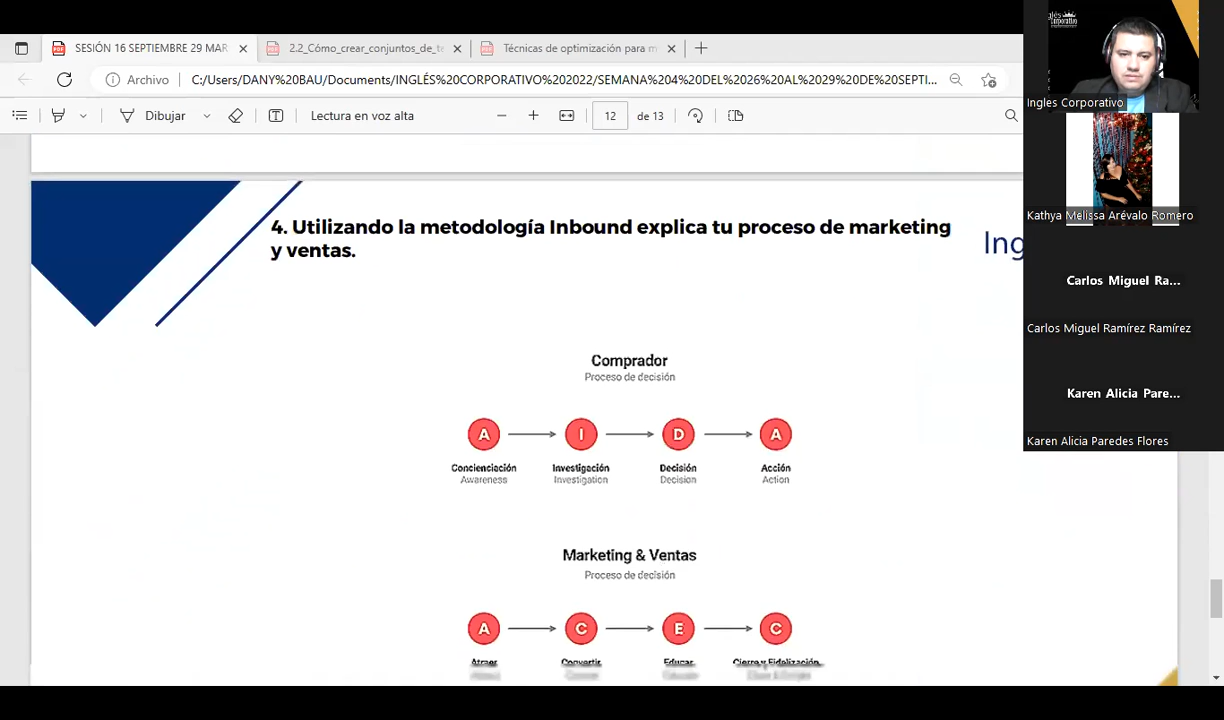 SESIÓN 16 SEPTIEMBRE 29 MAR
2.2_Cómo_crear_conjuntos_de_te
Técnicas de optimización para m
Archivo
C:/Users/DANY%20BAU/Documents/INGLÉS%20CORPORATIVO%202022/SEMANA%204%20DEL%2026%20AL%2029%20DE%20SEPTI...
Dibujar
Lectura en voz alta
12
de 13
4. Utilizando la metodología Inbound explica tu proceso de marketing
y ventas.
Ing
Comprador
Proceso de decisión
A I D A
Concienciación Investigación Decisión Acción
Awareness Investigation Decision Action
Marketing & Ventas
Proceso de decisión
A C E C
Atraer Convertir Educar Cierre y Fidelización
Ingles Corporativo
Kathya Melissa Arévalo Romero
Carlos Miguel Ra...
Carlos Miguel Ramírez Ramírez
Karen Alicia Pare...
Karen Alicia Paredes Flores